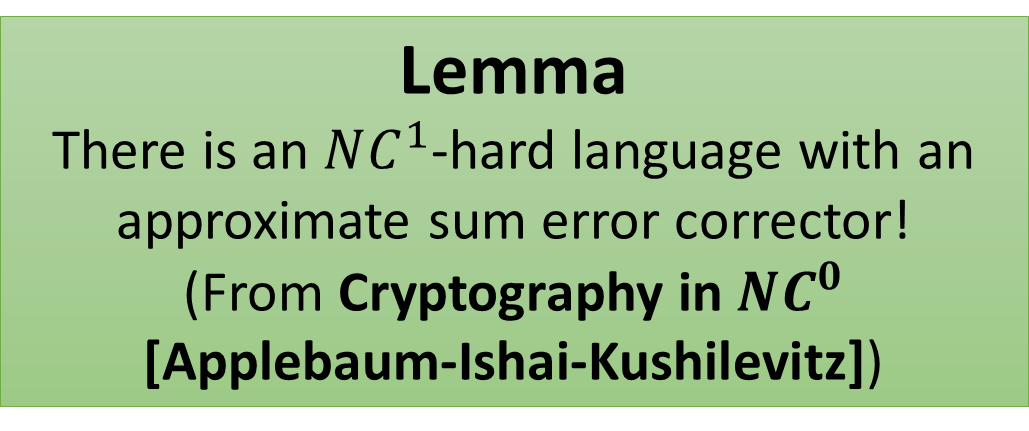 Lemma
There is an 𝑁𝐶¹-hard language with an
approximate sum error corrector!
(From Cryptography in 𝑵𝑪⁰
[Applebaum-Ishai-Kushilevitz])